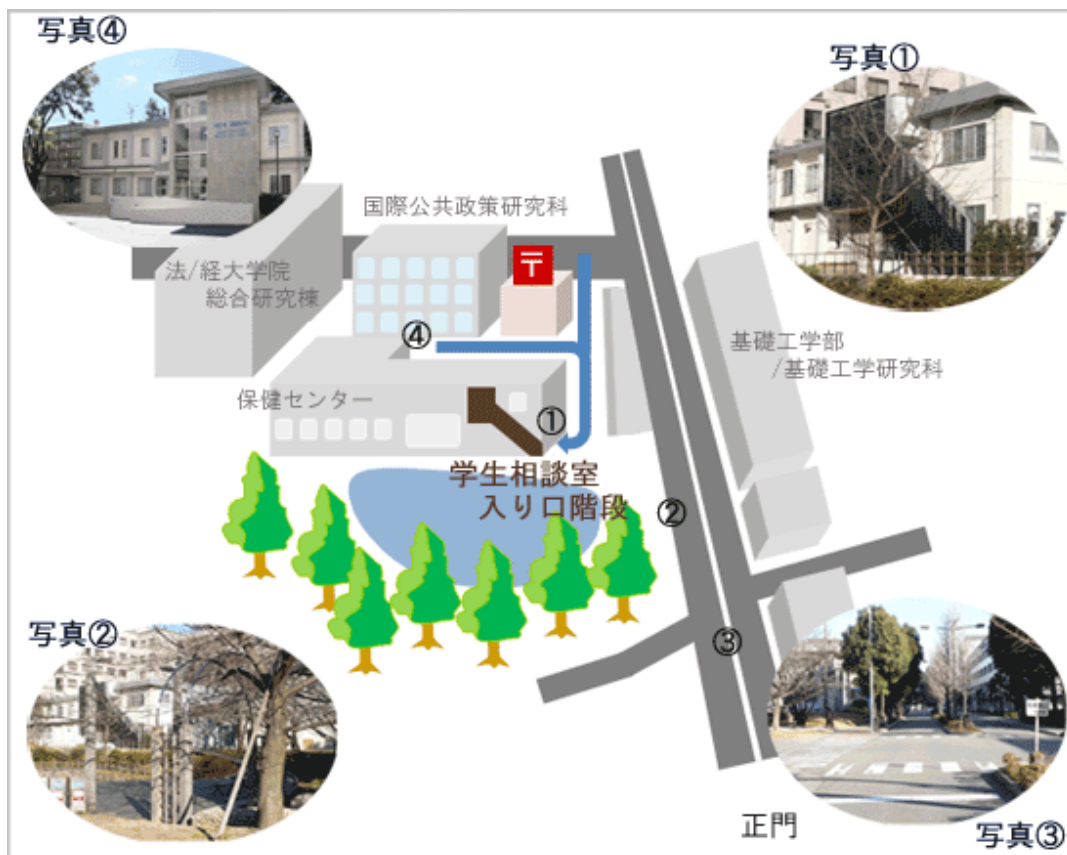 写真④
写真①
国際公共政策研究科
〒
法/経大学院
総合研究棟
④
基礎工学部
/基礎工学研究科
保健センター
①
学生相談室
入り口階段
②
写真②
③
正門
写真③